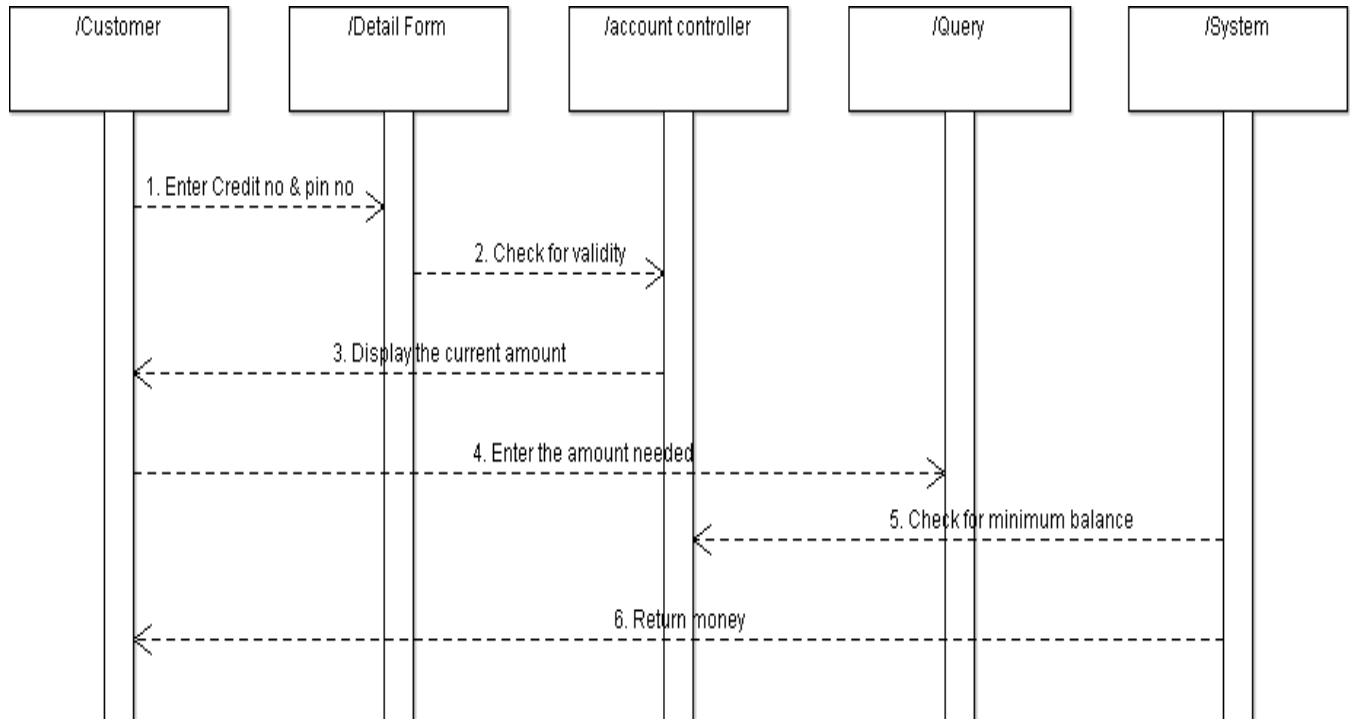 /Customer
/Detail Form
/account controller
/Query
/System
1. Enter Credit no & pin no
2. Check for validity
3. Display the current amount
4. Enter the amount needed
5. Check for minimum balance
6. Return money